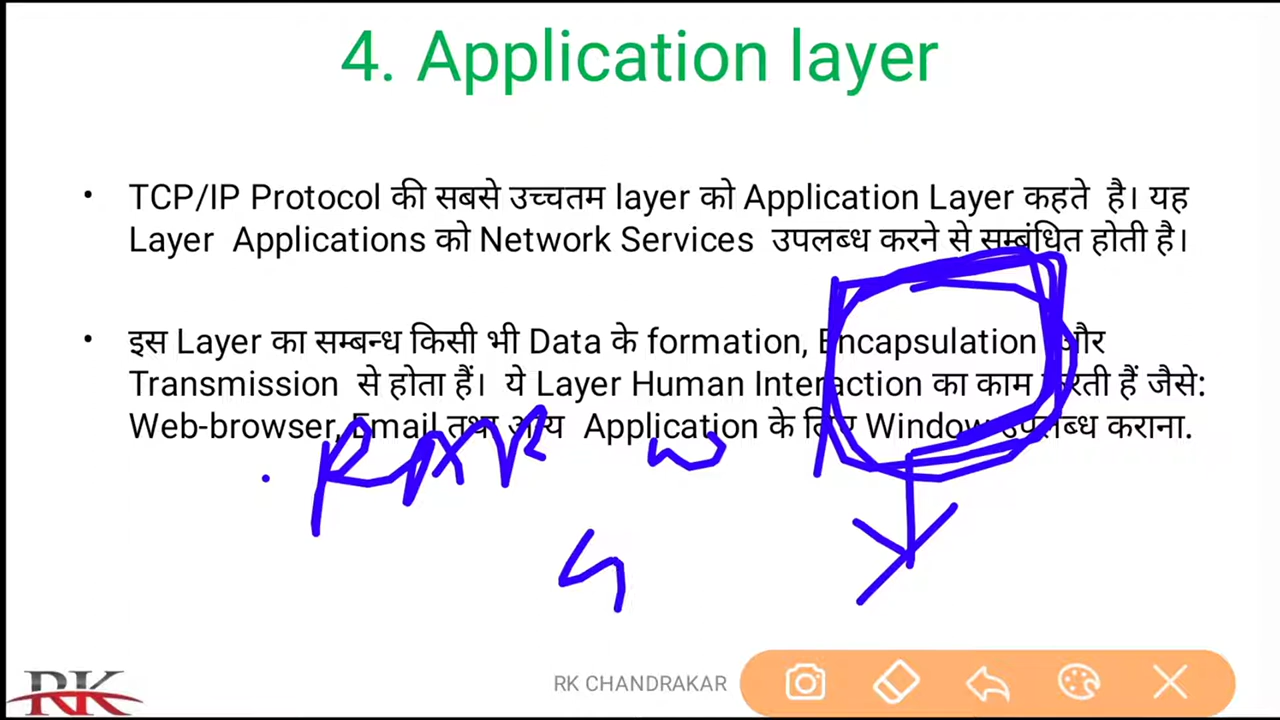 4. Application layer
• TCP/IP Protocol की सबसे उच्चतम layer को Application Layer कहते है। यह
Layer Applications को Network Services उपलब्ध करने से सम्बंधित होती है।
• इस Layer का सम्बन्ध किसी भी Data के formation, Encapsulation और
Transmission से होता हैं। ये Layer Human Interaction का काम करती हैं जैसे:
Web-browser, Email तथा अन्य Application के लिए Window उपलब्ध कराना.
RK
RK CHANDRAKAR